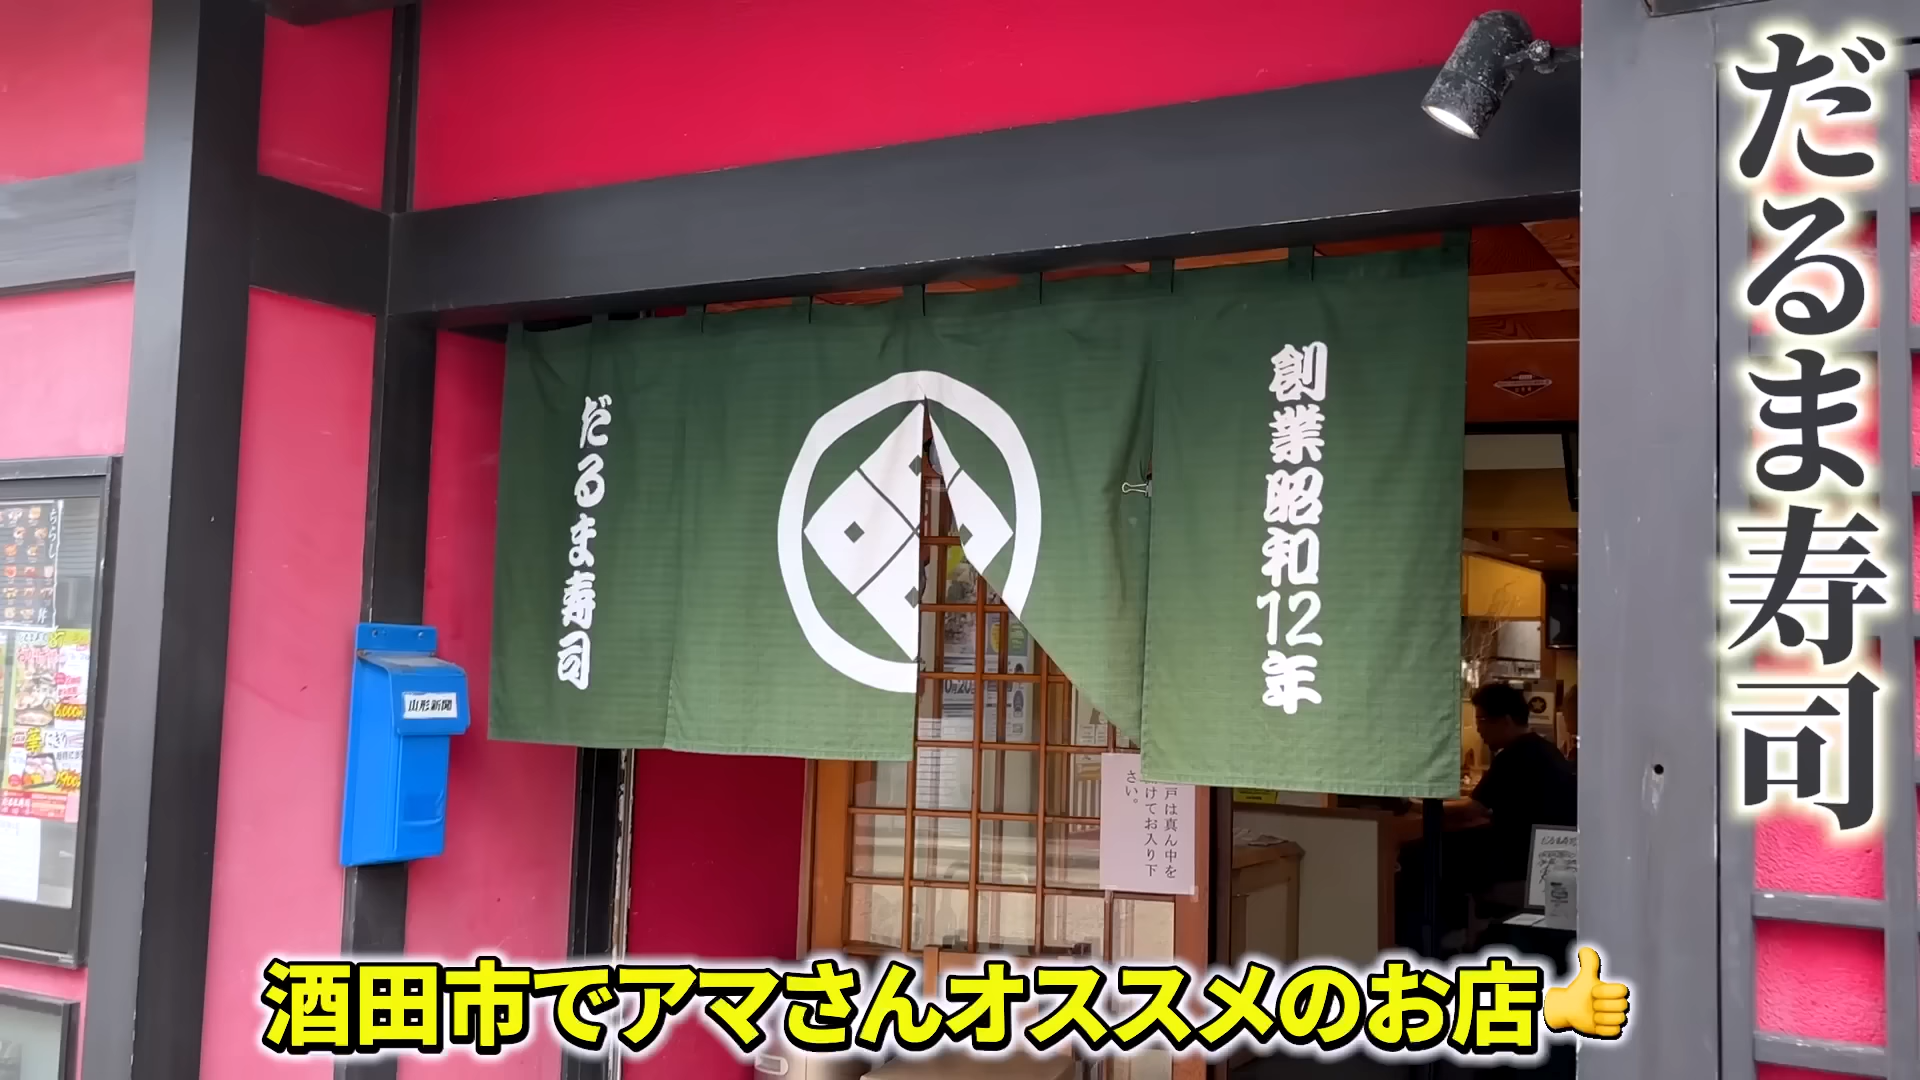 だるま寿司
創業昭和12年
だるま寿司
山形新聞
戸は真ん中を
けてお入り下
さい。
酒田市でアマさんオススメのお店👍